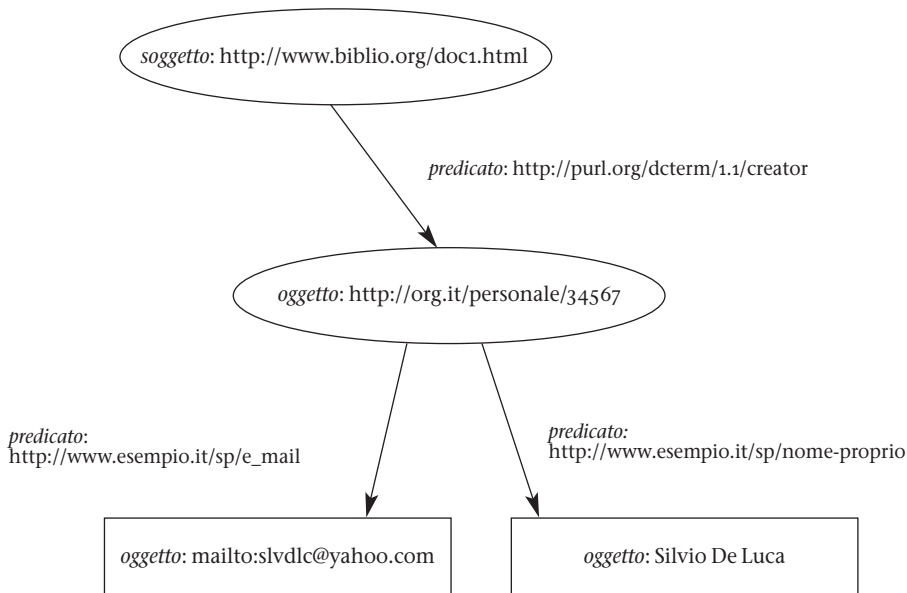 soggetto: http://www.biblio.org/doc1.html
predicato: http://purl.org/dcterm/1.1/creator
oggetto: http://org.it/personale/34567
predicato:
http://www.esempio.it/sp/e_mail
predicato:
http://www.esempio.it/sp/nome-proprio
oggetto: mailto:slvdlc@yahoo.com
oggetto: Silvio De Luca